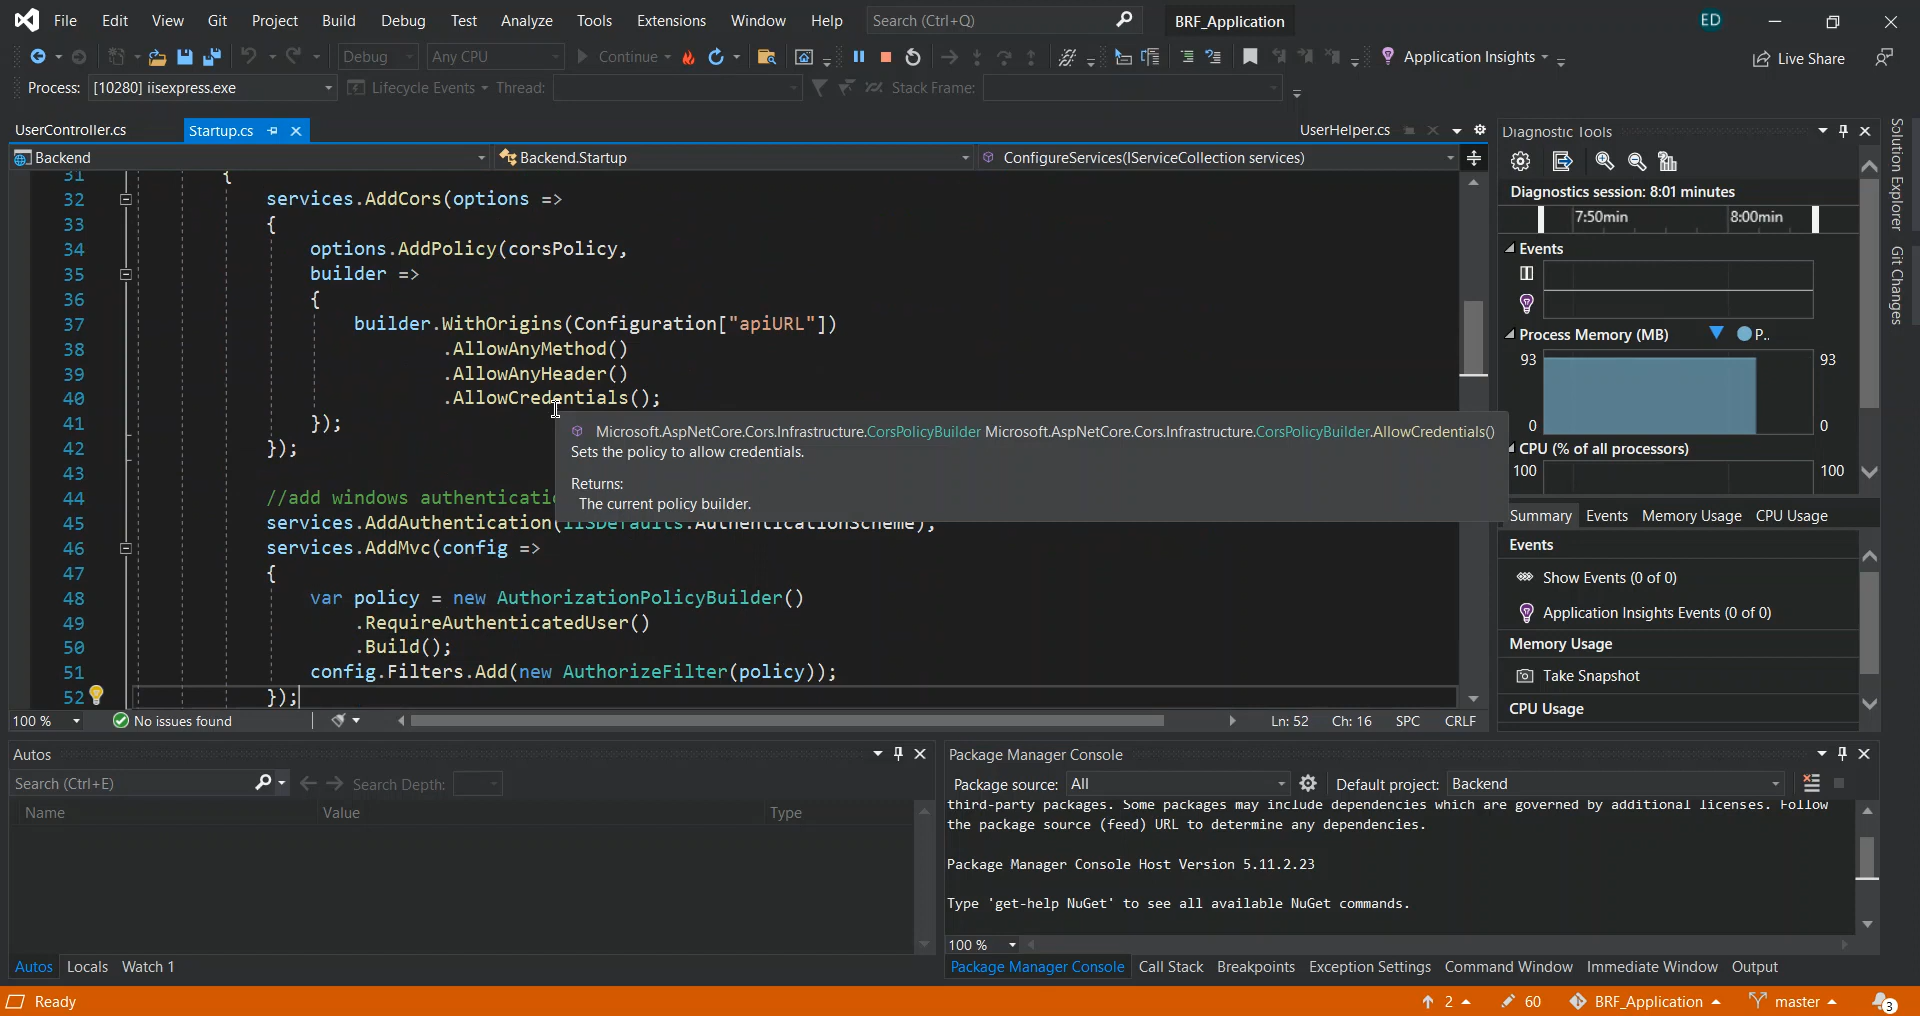 File Edit View Git Project Build Debug Test Analyze Tools Extensions Window Help Search (Ctrl+Q) BRF_Application ED
Debug Any CPU Continue Application Insights Live Share
Process: [10280] iisexpress.exe Lifecycle Events Thread: Stack Frame:
UserController.cs Startup.cs UserHelper.cs
Backend Backend.Startup ConfigureServices(IServiceCollection services)
31 {
32 services.AddCors(options =>
33 {
34 options.AddPolicy(corsPolicy,
35 builder =>
36 {
37 builder.WithOrigins(Configuration["apiURL"])
38 .AllowAnyMethod()
39 .AllowAnyHeader()
40 .AllowCredentials();
41 });
42 });
43
44 //add windows authenticatio
45 services.AddAuthentication(IISDefaults.AuthenticationScheme);
46 services.AddMvc(config =>
47 {
48 var policy = new AuthorizationPolicyBuilder()
49 .RequireAuthenticatedUser()
50 .Build();
51 config.Filters.Add(new AuthorizeFilter(policy));
52 });
Microsoft.AspNetCore.Cors.Infrastructure.CorsPolicyBuilder Microsoft.AspNetCore.Cors.Infrastructure.CorsPolicyBuilder.AllowCredentials()
Sets the policy to allow credentials.
Returns:
The current policy builder.
100 % No issues found Ln: 52 Ch: 16 SPC CRLF
Diagnostic Tools
Diagnostics session: 8:01 minutes
7:50min 8:00min
Events
Process Memory (MB) P..
93 93
0 0
CPU (% of all processors)
100 100
Summary Events Memory Usage CPU Usage
Events
Show Events (0 of 0)
Application Insights Events (0 of 0)
Memory Usage
Take Snapshot
CPU Usage
Solution Explorer
Git Changes
Autos
Search (Ctrl+E) Search Depth:
Name Value Type
Autos Locals Watch 1
Package Manager Console
Package source: All Default project: Backend
third-party packages. Some packages may include dependencies which are governed by additional licenses. Follow
the package source (feed) URL to determine any dependencies.
Package Manager Console Host Version 5.11.2.23
Type 'get-help NuGet' to see all available NuGet commands.
100 %
Package Manager Console Call Stack Breakpoints Exception Settings Command Window Immediate Window Output
Ready 2 60 BRF_Application master 3